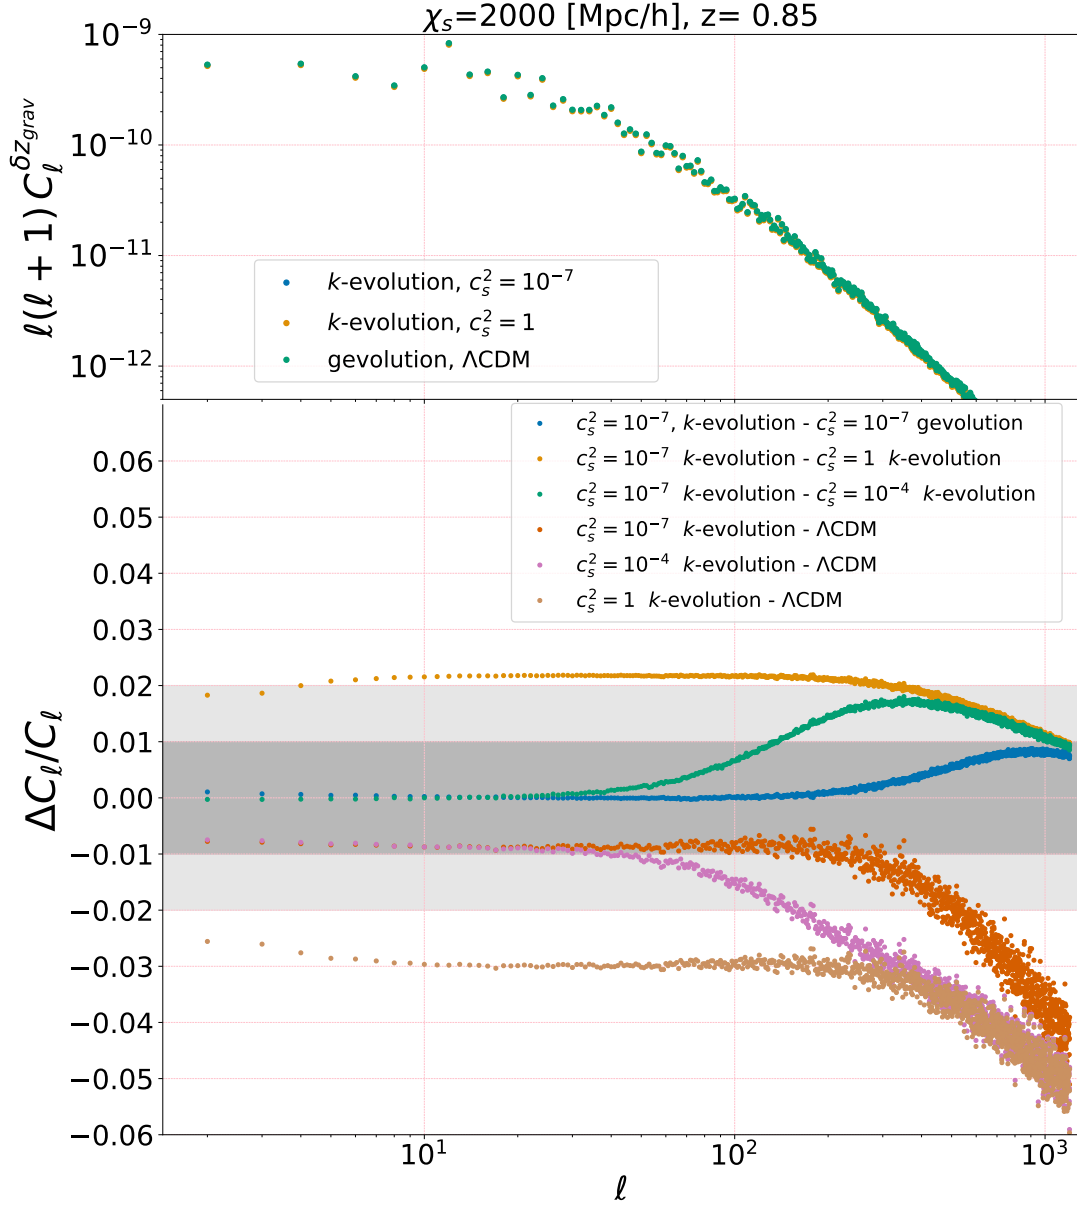 χ_s=2000 [Mpc/h], z= 0.85
10^−9
10^−10
10^−11
10^−12
ℓ(ℓ + 1) C_ℓ^{δz_grav}
k-evolution, c_s^2 = 10^−7
k-evolution, c_s^2 = 1
gevolution, ΛCDM
c_s^2 = 10^−7, k-evolution - c_s^2 = 10^−7 gevolution
c_s^2 = 10^−7 k-evolution - c_s^2 = 1 k-evolution
c_s^2 = 10^−7 k-evolution - c_s^2 = 10^−4 k-evolution
c_s^2 = 10^−7 k-evolution - ΛCDM
c_s^2 = 10^−4 k-evolution - ΛCDM
c_s^2 = 1 k-evolution - ΛCDM
0.06
0.05
0.04
0.03
0.02
0.01
0.00
−0.01
−0.02
−0.03
−0.04
−0.05
−0.06
ΔC_ℓ/C_ℓ
10^1
10^2
10^3
ℓ